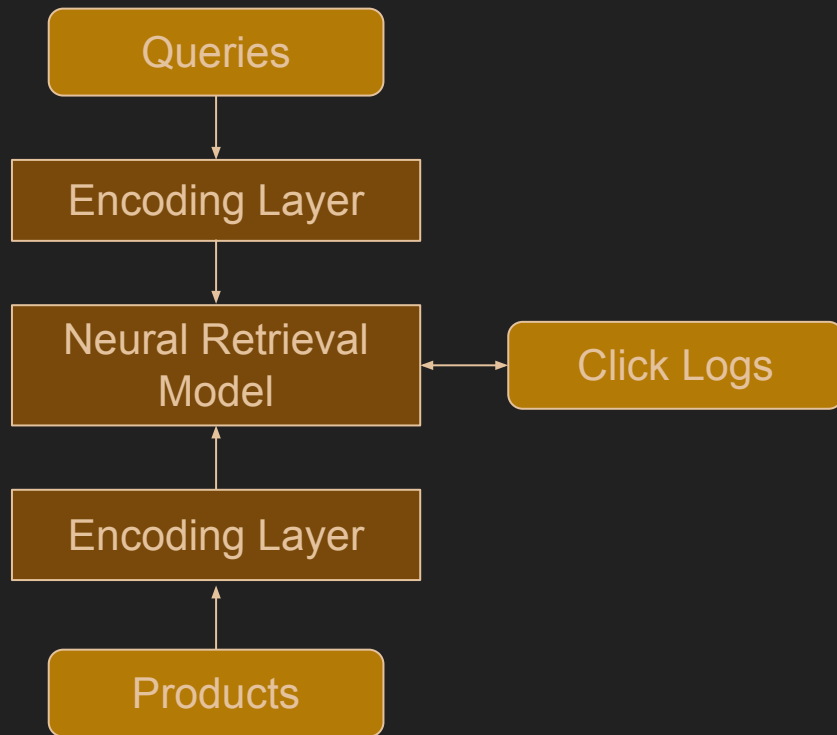 Queries
Encoding Layer
Neural Retrieval
Model
Click Logs
Encoding Layer
Products